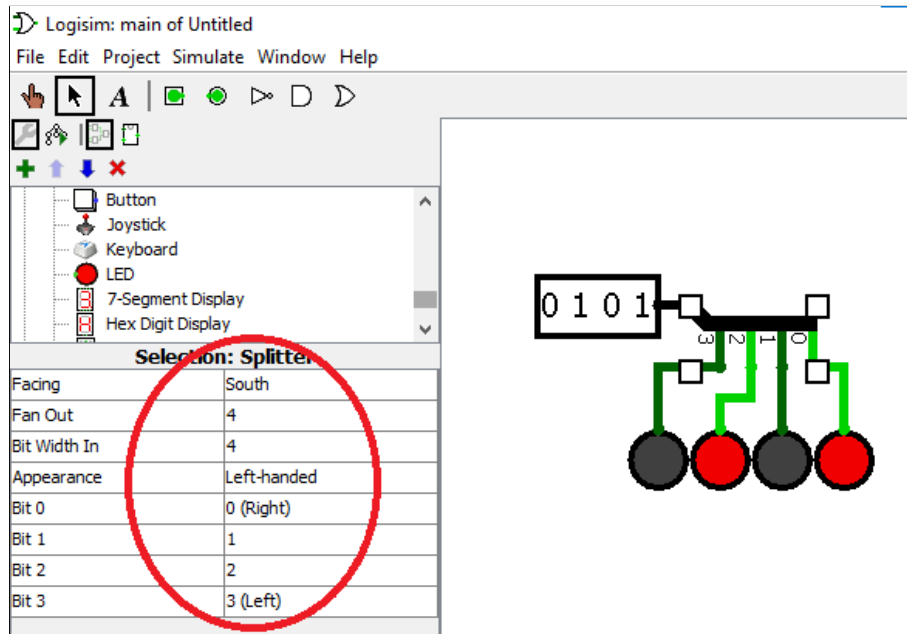 Logisim: main of Untitled
File Edit Project Simulate Window Help
A
Button
Joystick
Keyboard
LED
7-Segment Display
Hex Digit Display
Selection: Splitter
Facing South
Fan Out 4
Bit Width In 4
Appearance Left-handed
Bit 0 0 (Right)
Bit 1 1
Bit 2 2
Bit 3 3 (Left)
0 1 0 1
3 2 1 0